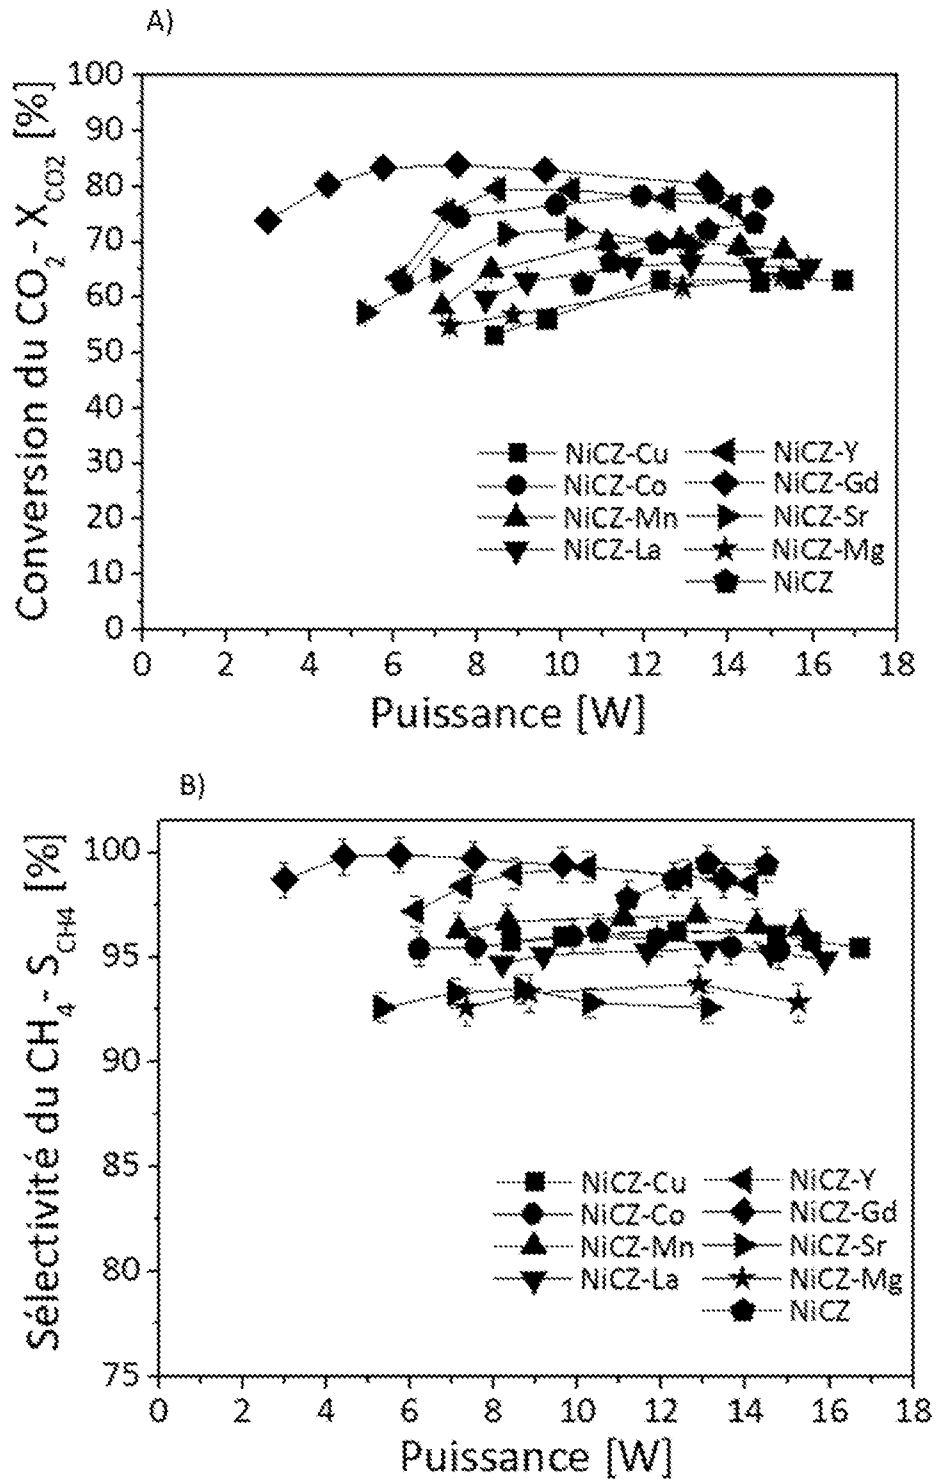 A)
Conversion du CO2 - XCO2 [%]
100
90
80
70
60
50
40
30
20
10
0
NiCZ-Cu NiCZ-Y
NiCZ-Co NiCZ-Gd
NiCZ-Mn NiCZ-Sr
NiCZ-La NiCZ-Mg
NiCZ
0 2 4 6 8 10 12 14 16 18
Puissance [W]
B)
Sélectivité du CH4 - SCH4 [%]
100
95
90
85
80
75
NiCZ-Cu NiCZ-Y
NiCZ-Co NiCZ-Gd
NiCZ-Mn NiCZ-Sr
NiCZ-La NiCZ-Mg
NiCZ
0 2 4 6 8 10 12 14 16 18
Puissance [W]